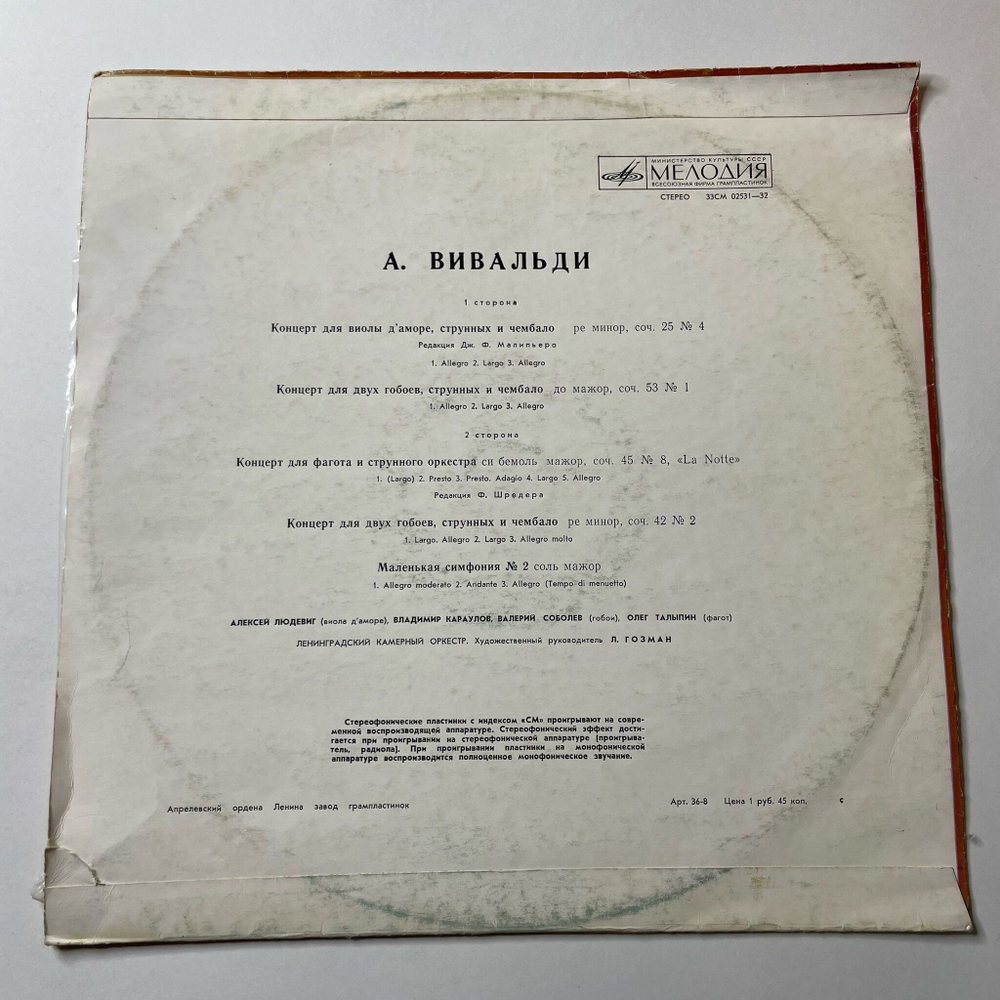 МИНИСТЕРСТВО КУЛЬТУРЫ СССР
МЕЛОДИЯ
ВСЕСОЮЗНАЯ ФИРМА ГРАМПЛАСТИНОК
СТЕРЕО 33СМ 02531—32
А. ВИВАЛЬДИ
1 сторона
Концерт для виолы д'аморе, струнных и чембало ре минор, соч. 25 № 4
Редакция Дж. Ф. Малипьеро
1. Allegro 2. Largo 3. Allegro
Концерт для двух гобоев, струнных и чембало до мажор, соч. 53 № 1
1. Allegro 2. Largo 3. Allegro
2 сторона
Концерт для фагота и струнного оркестра си бемоль мажор, соч. 45 № 8, «La Notte»
1. (Largo) 2. Presto 3. Presto. Adagio 4. Largo 5. Allegro
Редакция Ф. Шредера
Концерт для двух гобоев, струнных и чембало ре минор, соч. 42 № 2
1. Largo. Allegro 2. Largo 3. Allegro molto
Маленькая симфония № 2 соль мажор
1. Allegro moderato 2. Andante 3. Allegro (Tempo di menuetto)
АЛЕКСЕЙ ЛЮДЕВИГ (виола д'аморе), ВЛАДИМИР КАРАУЛОВ, ВАЛЕРИЙ СОБОЛЕВ (гобои), ОЛЕГ ТАЛЫПИН (фагот)
ЛЕНИНГРАДСКИЙ КАМЕРНЫЙ ОРКЕСТР. Художественный руководитель Л. ГОЗМАН
Стереофонические пластинки с индексом «СМ» проигрывают на совре-
менной воспроизводящей аппаратуре. Стереофонический эффект дости-
гается при проигрывании на стереофонической аппаратуре (проигрыва-
тель, радиола). При проигрывании пластинки на монофонической
аппаратуре воспроизводится полноценное монофоническое звучание.
Апрелевский ордена Ленина завод грампластинок
Арт. 36-8 Цена 1 руб. 45 коп. с